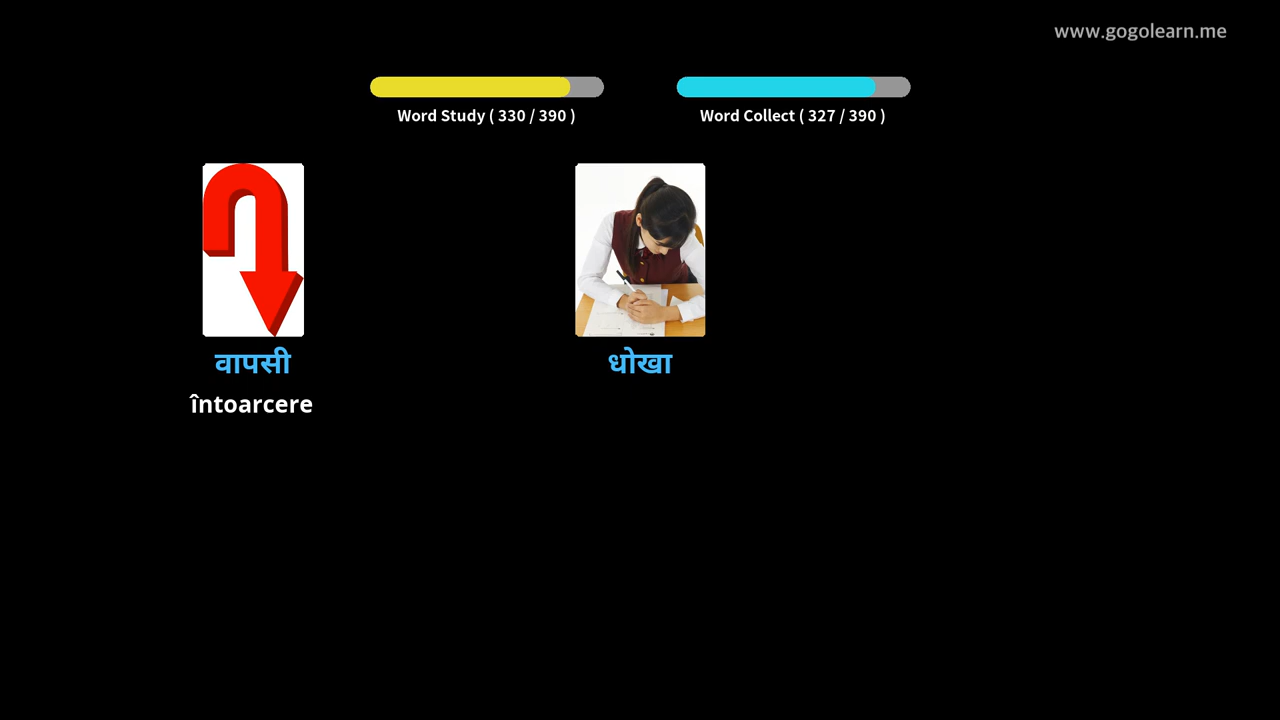 www.gogolearn.me
Word Study ( 330 / 390 )
Word Collect ( 327 / 390 )
वापसी
धोखा
întoarcere